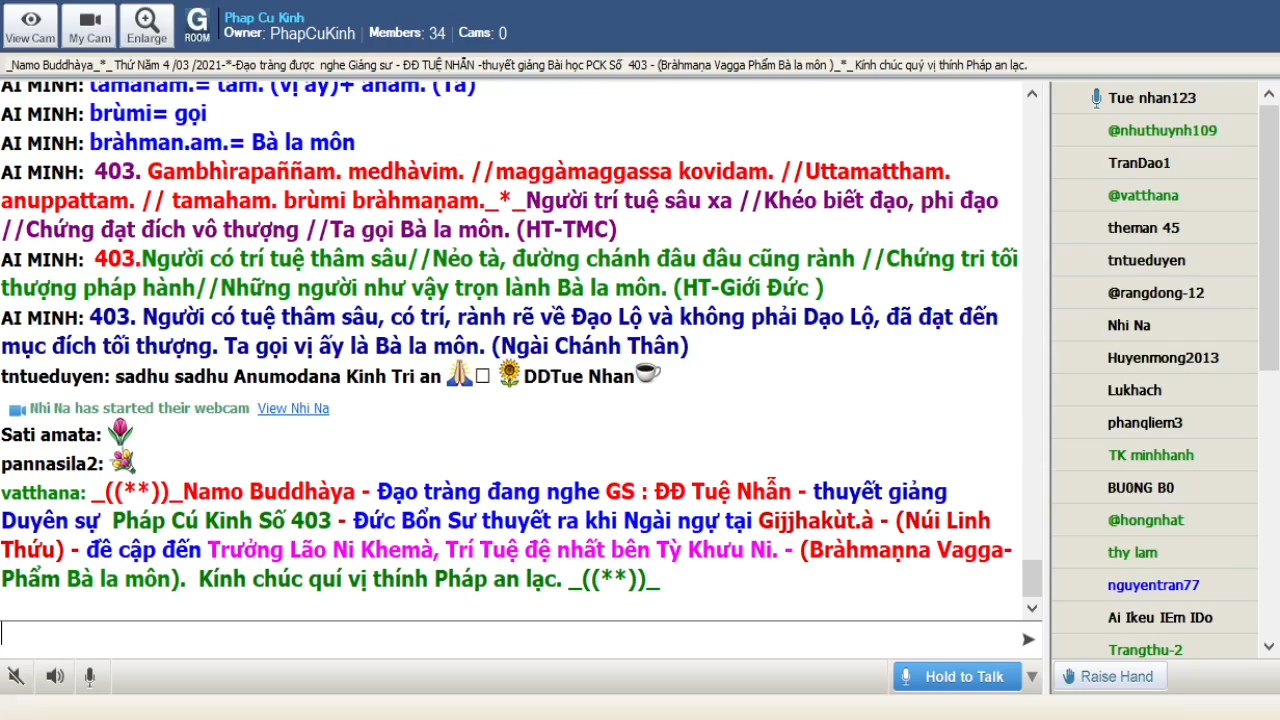 View Cam
My Cam
Enlarge
G
ROOM
Phap Cu Kinh
Owner: PhapCuKinh | Members: 34 | Cams: 0
_Namo Buddhàya_*_ Thứ Năm 4 /03 /2021-*-Đạo tràng được nghe Giảng sư - ĐĐ TUỆ NHẪN -thuyết giảng Bài học PCK Số 403 - (Bràhmaṇa Vagga Phẩm Bà la môn )_*_ Kính chúc quý vị thính Pháp an lạc.
AI MINH: tamaham.= tam. (vị ấy)+ aham. (Ta)
AI MINH: brùmi= gọi
AI MINH: bràhman.am.= Bà la môn
AI MINH: 403. Gambhìrapaññam. medhàvim. //maggàmaggassa kovidam. //Uttamattham.
anuppattam. // tamaham. brùmi bràhmaṇam._*_Người trí tuệ sâu xa //Khéo biết đạo, phi đạo
//Chứng đạt đích vô thượng //Ta gọi Bà la môn. (HT-TMC)
AI MINH: 403.Người có trí tuệ thâm sâu//Nẻo tà, đường chánh đâu đâu cũng rành //Chứng tri tối
thượng pháp hành//Những người như vậy trọn lành Bà la môn. (HT-Giới Đức )
AI MINH: 403. Người có tuệ thâm sâu, có trí, rành rẽ về Đạo Lộ và không phải Dạo Lộ, đã đạt đến
mục đích tối thượng. Ta gọi vị ấy là Bà la môn. (Ngài Chánh Thân)
tntueduyen: sadhu sadhu Anumodana Kinh Tri an 🙏□ 🌻DDTue Nhan☕
Nhi Na has started their webcam View Nhi Na
Sati amata: 🌷
pannasila2: 💐
vatthana: _((**))_Namo Buddhàya - Đạo tràng đang nghe GS : ĐĐ Tuệ Nhẫn - thuyết giảng
Duyên sự Pháp Cú Kinh Số 403 - Đức Bổn Sư thuyết ra khi Ngài ngự tại Gijjhakùt.à - (Núi Linh
Thứu) - đề cập đến Trưởng Lão Ni Khemà, Trí Tuệ đệ nhất bên Tỳ Khưu Ni. - (Bràhmaṇna Vagga-
Phẩm Bà la môn). Kính chúc quí vị thính Pháp an lạc. _((**))_
Hold to Talk
Tue nhan123
@nhuthuynh109
TranDao1
@vatthana
theman 45
tntueduyen
@rangdong-12
Nhi Na
Huyenmong2013
Lukhach
phanqliem3
TK minhhanh
BU0NG B0
@hongnhat
thy lam
nguyentran77
Ai Ikeu IEm IDo
Trangthu-2
Raise Hand